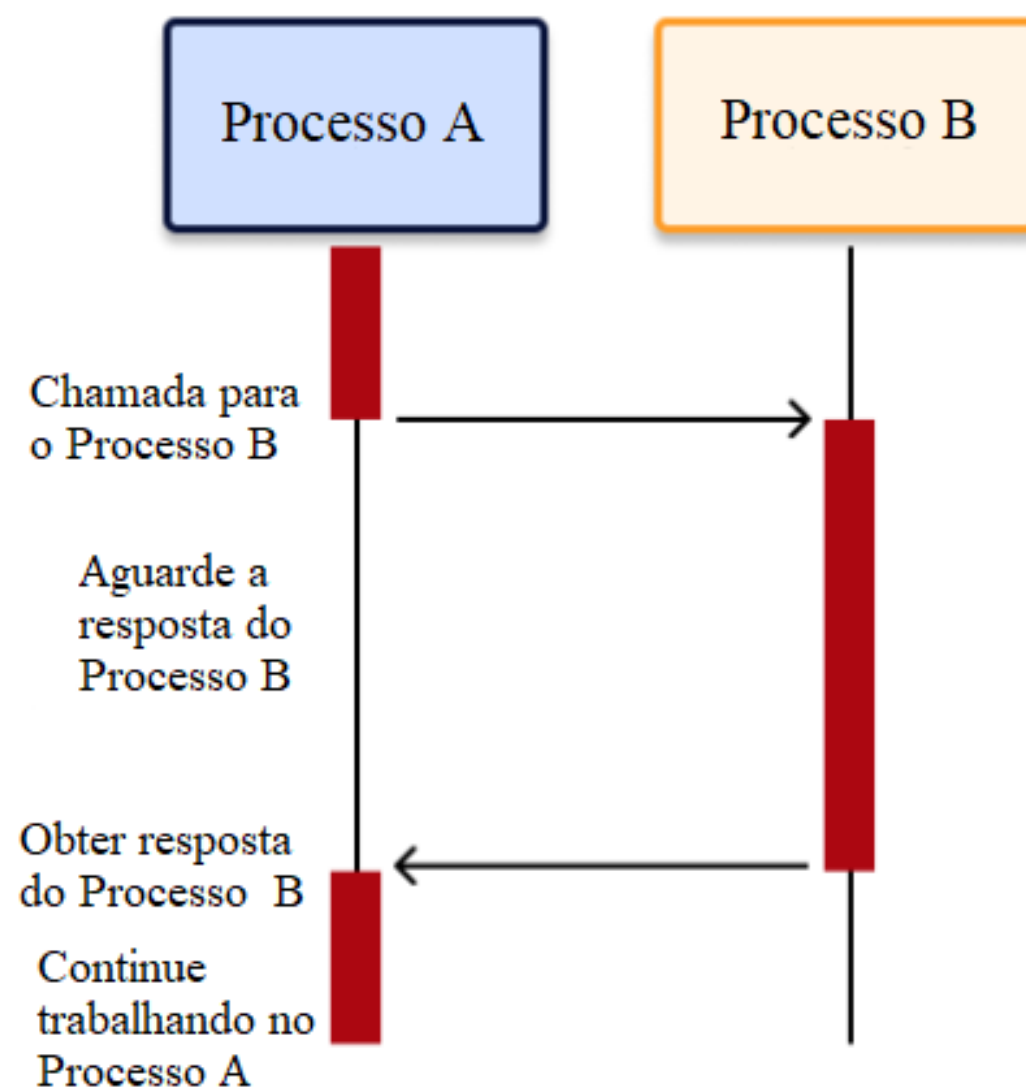 Processo A
Processo B
Chamada para
o Processo B
Aguarde a
resposta do
Processo B
Obter resposta
do Processo B
Continue
trabalhando no
Processo A